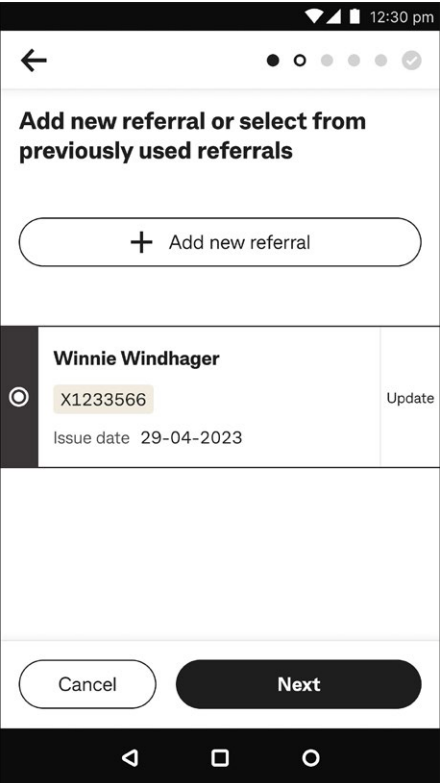 12:30 pm
Add new referral or select from
previously used referrals
Add new referral
Winnie Windhager
X1233566
Update
Issue date 29-04-2023
Cancel
Next